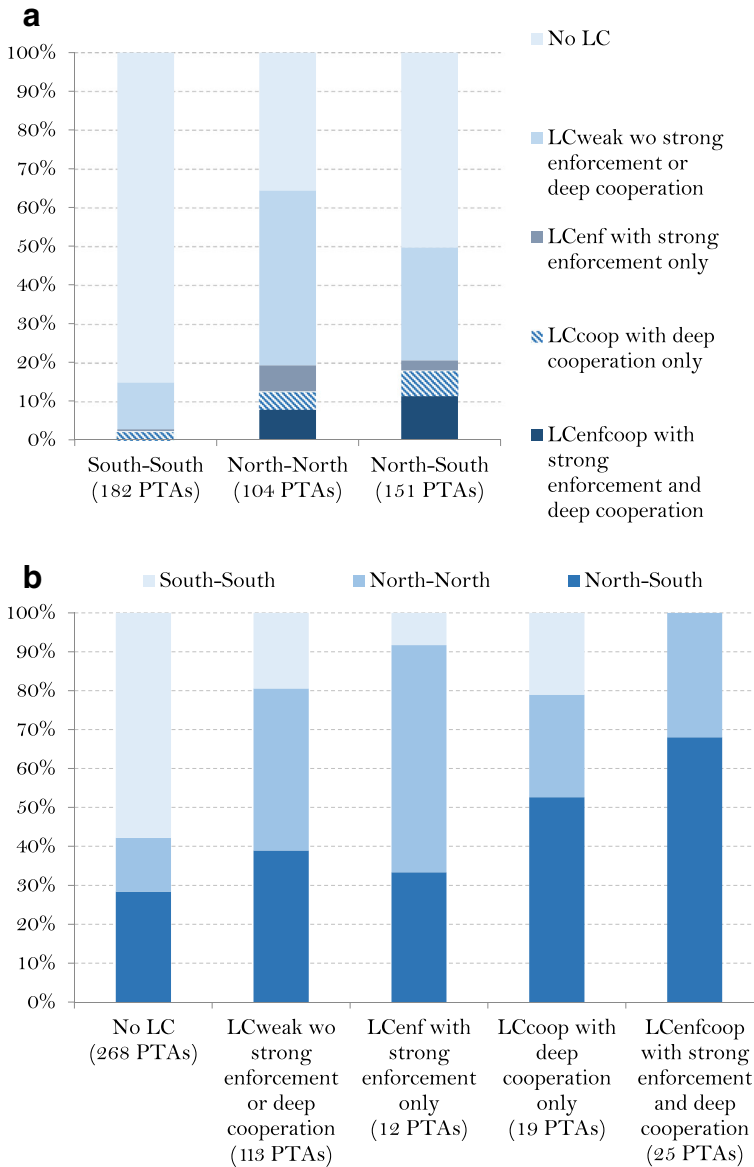 a
100%
90%
80%
70%
60%
50%
40%
30%
20%
10%
0%
South-South
(182 PTAs)
North-North
(104 PTAs)
North-South
(151 PTAs)
No LC
LCweak wo strong
enforcement or
deep cooperation
LCenf with strong
enforcement only
LCcoop with deep
cooperation only
LCenfcoop with
strong
enforcement and
deep cooperation
b
South-South
North-North
North-South
100%
90%
80%
70%
60%
50%
40%
30%
20%
10%
0%
No LC
(268 PTAs)
LCweak wo
strong
enforcement
or deep
cooperation
(113 PTAs)
LCenf with
strong
enforcement
only
(12 PTAs)
LCcoop with
deep
cooperation
only
(19 PTAs)
LCenfcoop
with strong
enforcement
and deep
cooperation
(25 PTAs)